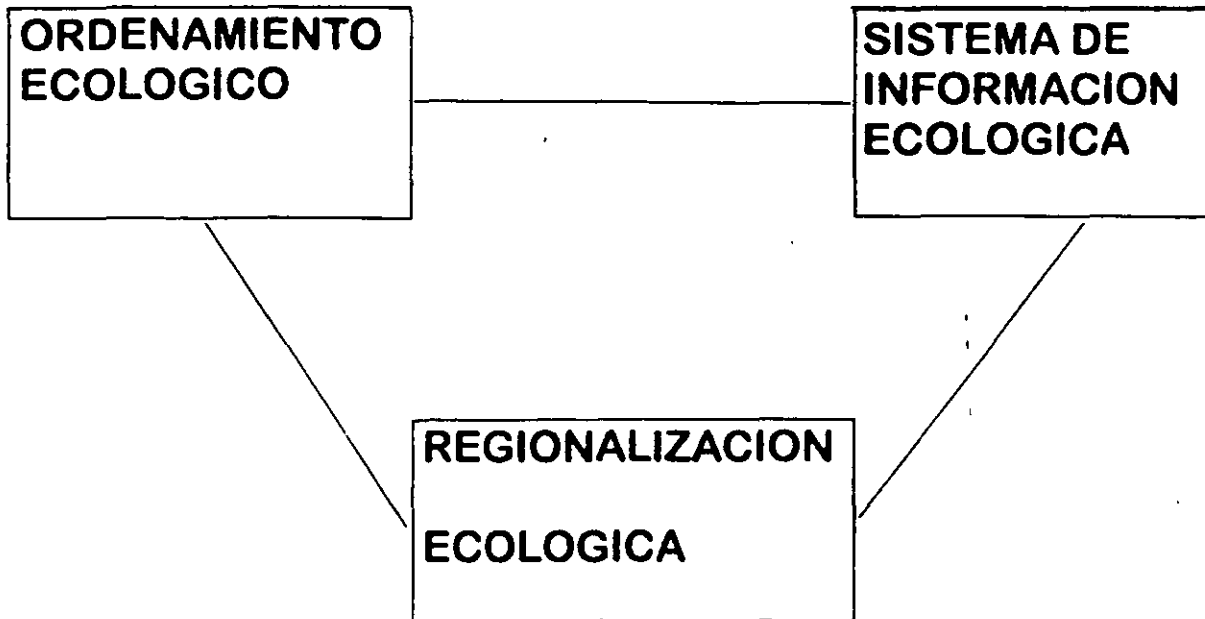 ORDENAMIENTO
ECOLOGICO
SISTEMA DE
INFORMACION
ECOLOGICA
REGIONALIZACION
ECOLOGICA